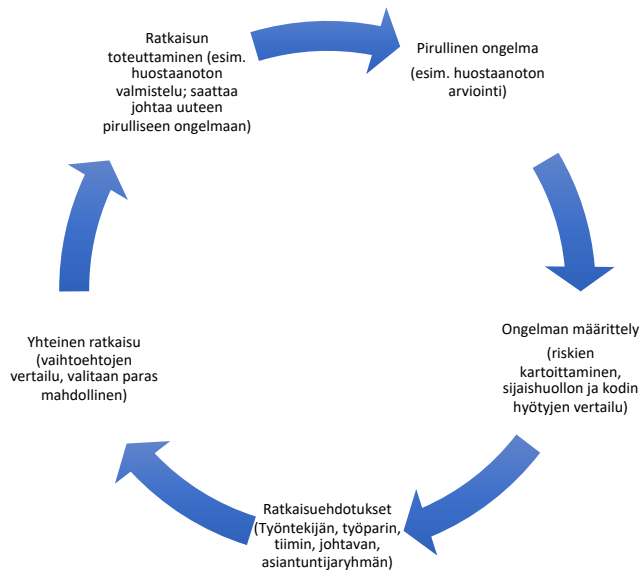 Pirullinen ongelma
(esim. huostaanoton
arviointi)
Ongelman määrittely
(riskien
kartoittaminen,
sijaishuollon ja kodin
hyötyjen vertailu)
Ratkaisuehdotukset
(Työntekijän, työparin,
tiimin, johtavan,
asiantuntijaryhmän)
Yhteinen ratkaisu
(vaihtoehtojen
vertailu, valitaan paras
mahdollinen)
Ratkaisun
toteuttaminen (esim.
huostaanoton
valmistelu; saattaa
johtaa uuteen
pirulliseen ongelmaan)